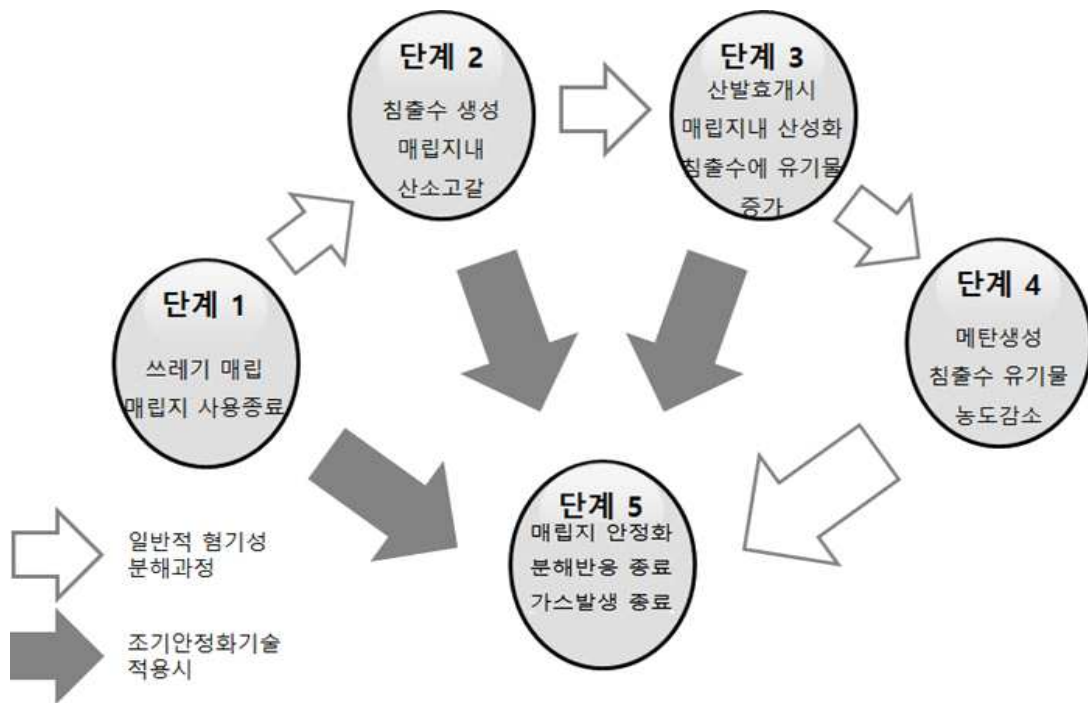 단계 1
쓰레기 매립
매립지 사용종료
단계 2
침출수 생성
매립지내
산소고갈
단계 3
산발효개시
매립지내 산성화
침출수에 유기물
증가
단계 4
메탄생성
침출수 유기물
농도감소
단계 5
매립지 안정화
분해반응 종료
가스발생 종료
일반적 혐기성
분해과정
조기안정화기술
적용시